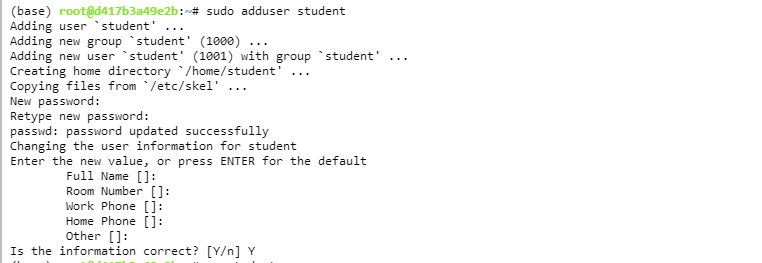 (base) root@d417b3a49e2b:~# sudo adduser student
Adding user `student' ...
Adding new group `student' (1000) ...
Adding new user `student' (1001) with group `student' ...
Creating home directory `/home/student' ...
Copying files from `/etc/skel' ...
New password:
Retype new password:
passwd: password updated successfully
Changing the user information for student
Enter the new value, or press ENTER for the default
Full Name []:
Room Number []:
Work Phone []:
Home Phone []:
Other []:
Is the information correct? [Y/n] Y